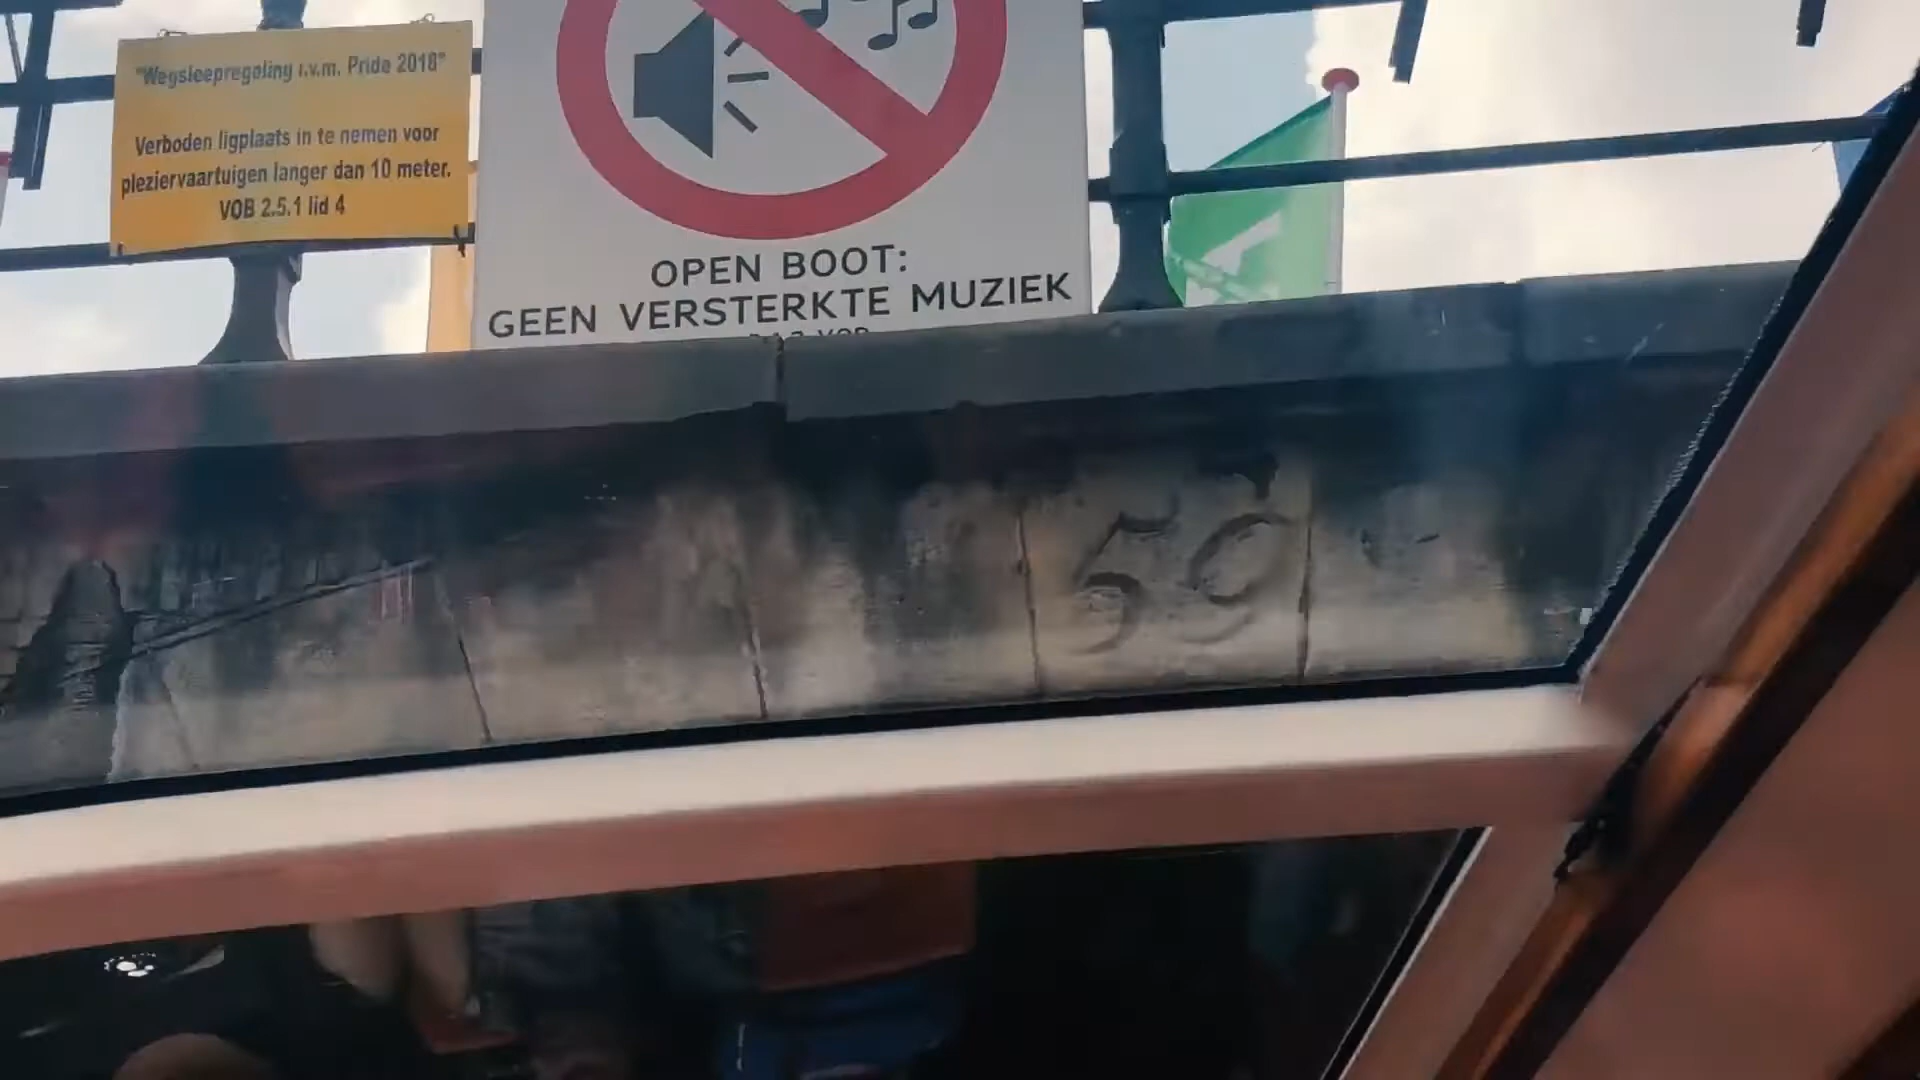 "Wegsleepregeling i.v.m. Pride 2018"
Verboden ligplaats in te nemen voor
pleziervaartuigen langer dan 10 meter.
VOB 2.5.1 lid 4
OPEN BOOT:
GEEN VERSTERKTE MUZIEK
59